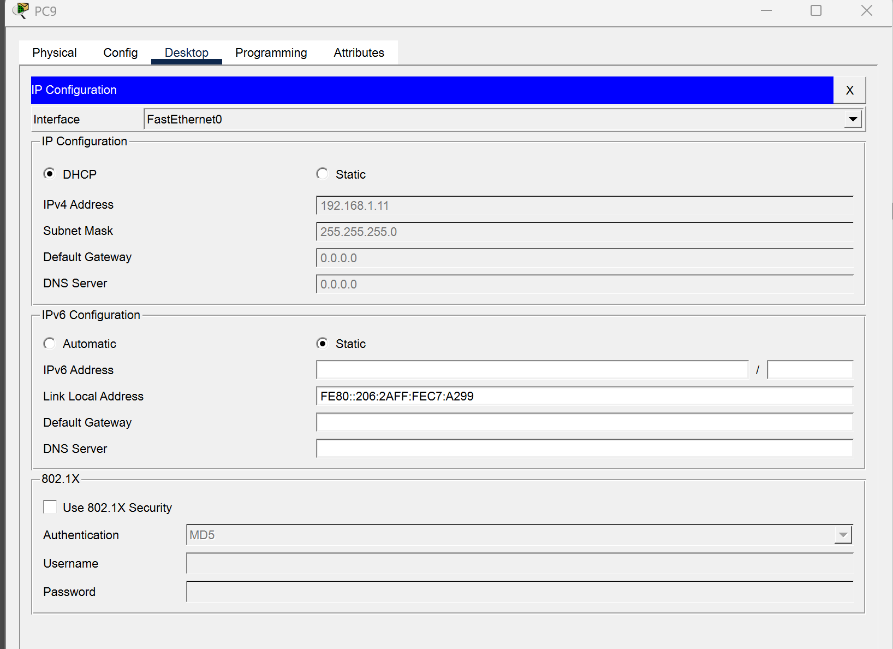 PC9
Physical Config Desktop Programming Attributes
IP Configuration X
Interface FastEthernet0
IP Configuration
DHCP Static
IPv4 Address 192.168.1.11
Subnet Mask 255.255.255.0
Default Gateway 0.0.0.0
DNS Server 0.0.0.0
IPv6 Configuration
Automatic Static
IPv6 Address /
Link Local Address FE80::206:2AFF:FEC7:A299
Default Gateway
DNS Server
802.1X
Use 802.1X Security
Authentication MD5
Username
Password